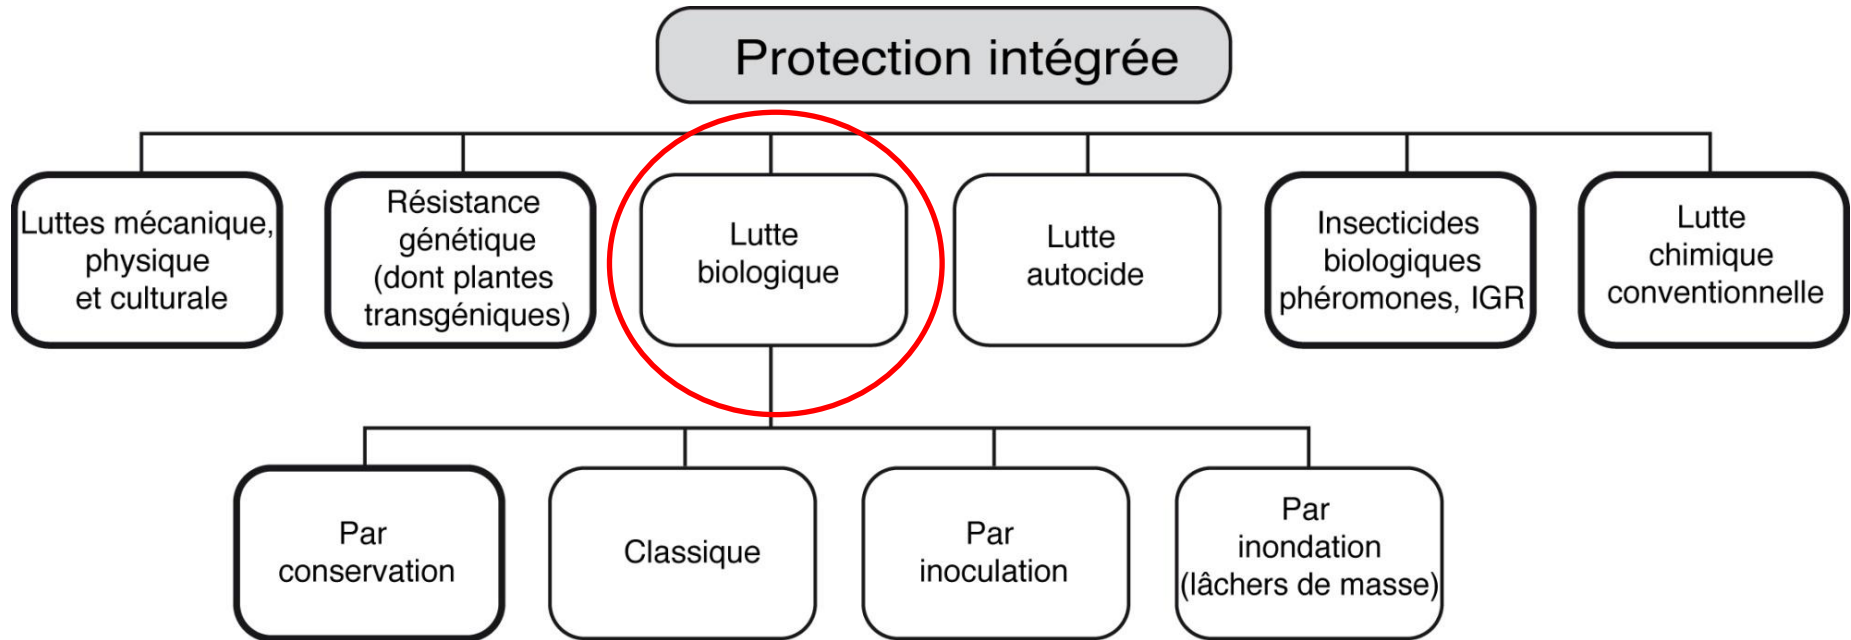 Protection intégrée
Luttes mécanique,
physique
et culturale
Résistance
génétique
(dont plantes
transgéniques)
Lutte
biologique
Lutte
autocide
Insecticides
biologiques
phéromones, IGR
Lutte
chimique
conventionnelle
Par
conservation
Classique
Par
inoculation
Par
inondation
(lâchers de masse)